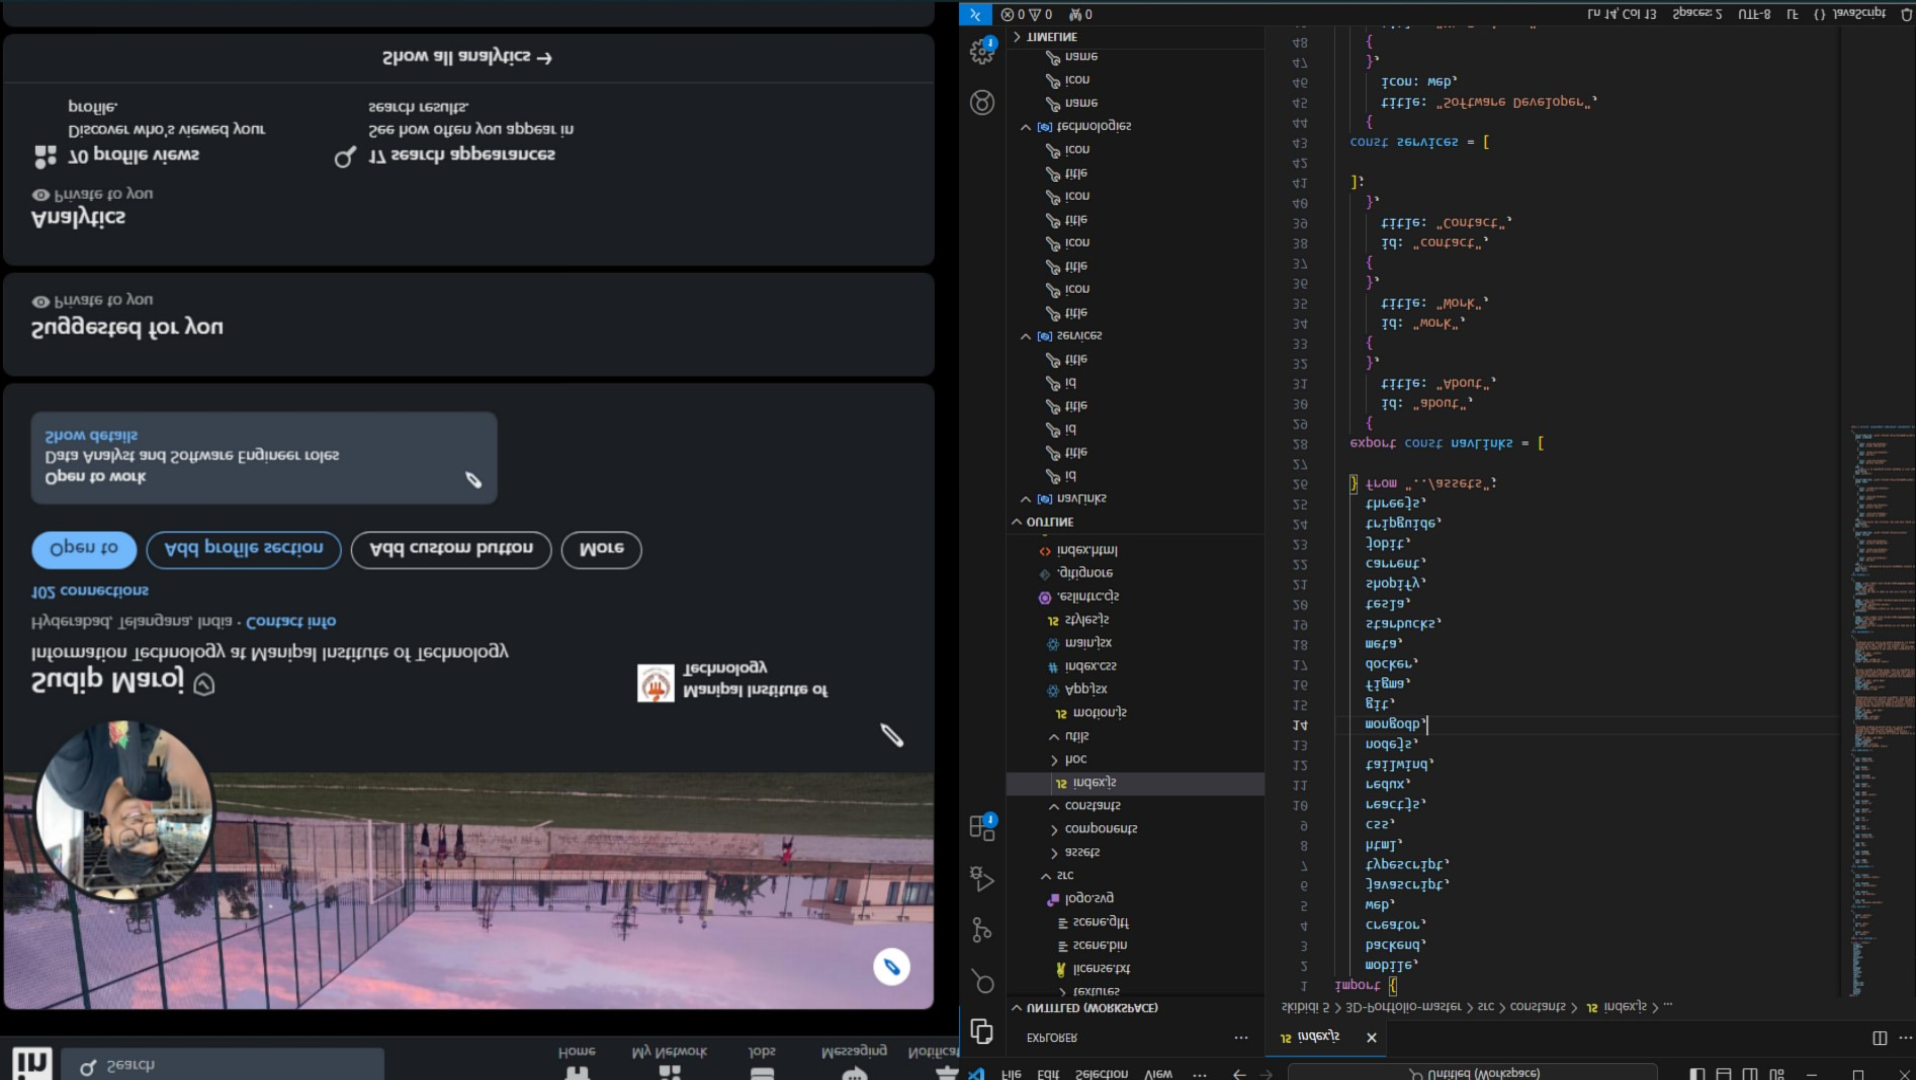 in
Search
Home
My Network
Jobs
Messaging
Notificat
Sudip Maroj
Information Technology at Manipal Institute of Technology
Hyderabad, Telangana, India · Contact info
102 connections
Manipal Institute of
Technology
Open to
Add profile section
Add custom button
More
Open to work
Data Analyst and Software Engineer roles
Show details
Suggested for you
Private to you
Analytics
Private to you
70 profile views
Discover who's viewed your
profile.
17 search appearances
See how often you appear in
search results.
Show all analytics →
File Edit Selection View ... ← → Untitled (Workspace)
EXPLORER ...
UNTITLED (WORKSPACE)
textures
license.txt
scene.bin
scene.gltf
logo.svg
src
assets
components
constants
JS index.js
hoc
utils
JS motion.js
App.jsx
# index.css
main.jsx
JS styles.js
.eslintrc.cjs
.gitignore
<> index.html
OUTLINE
navLinks
id
title
id
title
id
title
services
title
icon
title
icon
title
icon
title
icon
technologies
name
icon
name
TIMELINE
JS index.js ×
skibidi 5 > 3D-Portfolio-master > src > constants > JS index.js > ...
1 import {
2 mobile,
3 backend,
4 creator,
5 web,
6 javascript,
7 typescript,
8 html,
9 css,
10 reactjs,
11 redux,
12 tailwind,
13 nodejs,
14 mongodb,
15 git,
16 figma,
17 docker,
18 meta,
19 starbucks,
20 tesla,
21 shopify,
22 carrent,
23 jobit,
24 tripguide,
25 threejs,
26 } from "../assets";
27
28 export const navLinks = [
29 {
30 id: "about",
31 title: "About",
32 },
33 {
34 id: "work",
35 title: "Work",
36 },
37 {
38 id: "contact",
39 title: "Contact",
40 },
41 ];
42
43 const services = [
44 {
45 title: "Software Developer",
46 icon: web,
47 },
48 {
0 0 0
Ln 14, Col 13 Spaces: 2 UTF-8 LF {} JavaScript
1
1